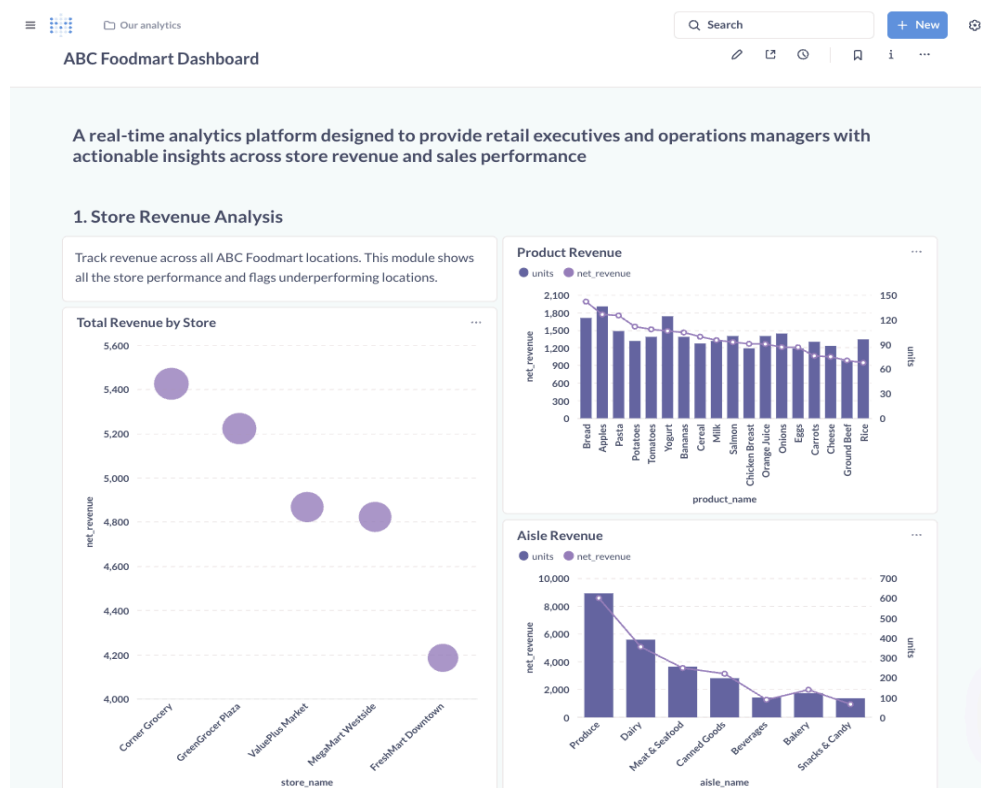 Our analytics
Search
+ New
ABC Foodmart Dashboard
A real-time analytics platform designed to provide retail executives and operations managers with
actionable insights across store revenue and sales performance
1. Store Revenue Analysis
Track revenue across all ABC Foodmart locations. This module shows
all the store performance and flags underperforming locations.
Total Revenue by Store
5,600
5,400
5,200
5,000
4,800
4,600
4,400
4,200
4,000
net_revenue
Corner Grocery
GreenGrocer Plaza
ValuePlus Market
MegaMart Westside
FreshMart Downtown
store_name
Product Revenue
units
net_revenue
2,100
1,800
1,500
1,200
900
600
300
0
net_revenue
150
120
90
60
30
0
units
Bread
Apples
Pasta
Potatoes
Tomatoes
Yogurt
Bananas
Cereal
Milk
Salmon
Chicken Breast
Orange Juice
Onions
Eggs
Carrots
Cheese
Ground Beef
Rice
product_name
Aisle Revenue
units
net_revenue
10,000
8,000
6,000
4,000
2,000
0
net_revenue
700
600
500
400
300
200
100
0
units
Produce
Dairy
Meat & Seafood
Canned Goods
Beverages
Bakery
Snacks & Candy
aisle_name